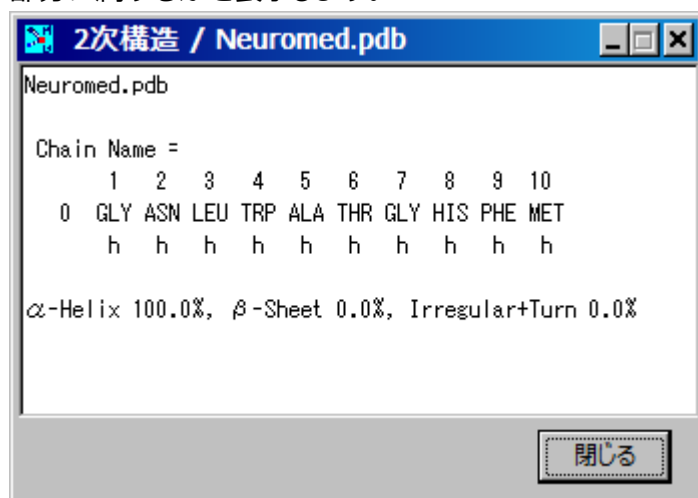 2次構造 / Neuromed.pdb
Neuromed.pdb
Chain Name =
1 2 3 4 5 6 7 8 9 10
0 GLY ASN LEU TRP ALA THR GLY HIS PHE MET
h h h h h h h h h h
α-Helix 100.0%, β-Sheet 0.0%, Irregular+Turn 0.0%
閉じる